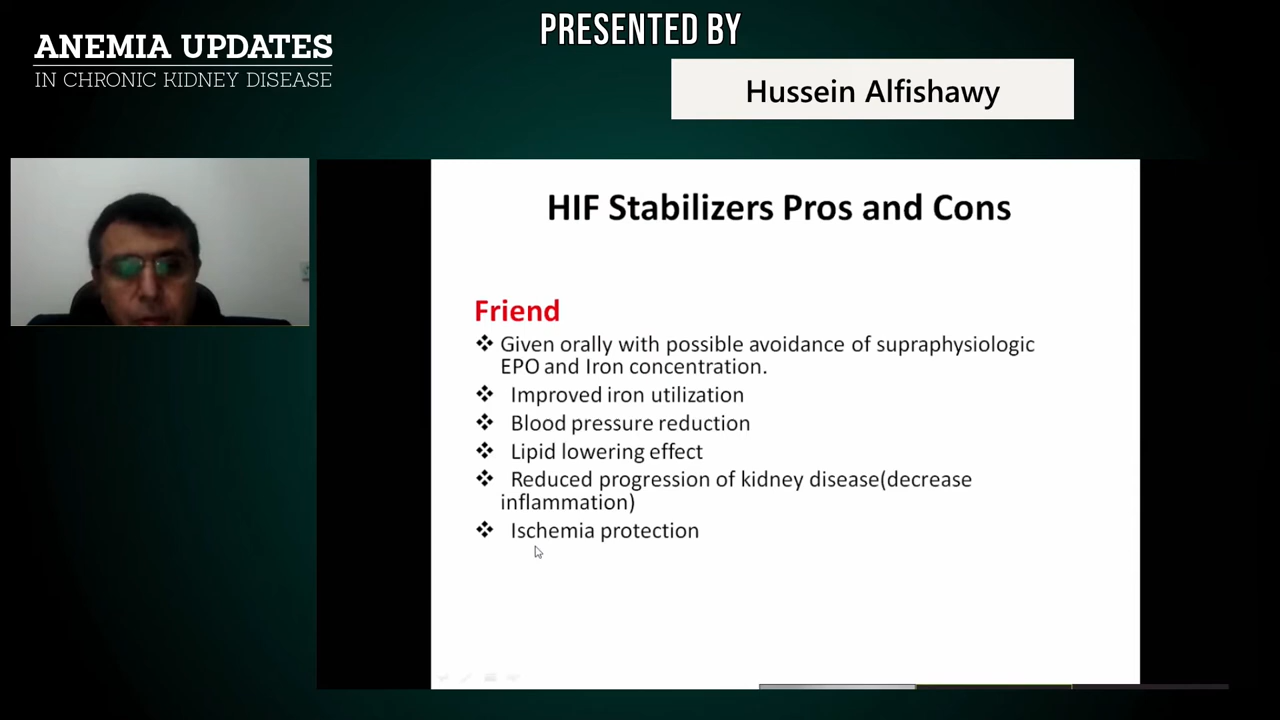 PRESENTED BY
ANEMIA UPDATES
IN CHRONIC KIDNEY DISEASE
Hussein Alfishawy
HIF Stabilizers Pros and Cons
Friend
❖ Given orally with possible avoidance of supraphysiologic
EPO and Iron concentration.
❖ Improved iron utilization
❖ Blood pressure reduction
❖ Lipid lowering effect
❖ Reduced progression of kidney disease(decrease
inflammation)
❖ Ischemia protection